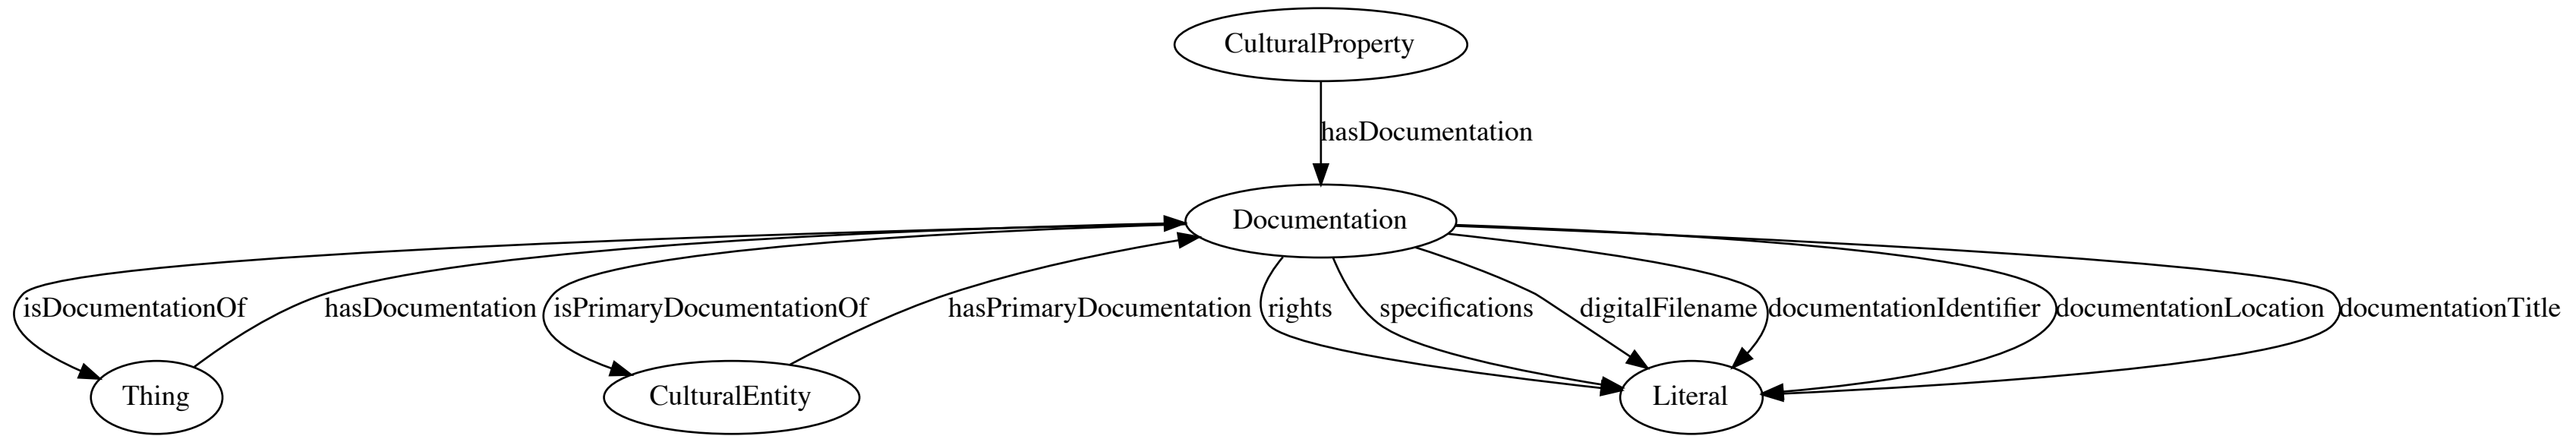 CulturalProperty
hasDocumentation
Documentation
isDocumentationOf
hasDocumentation
isPrimaryDocumentationOf
hasPrimaryDocumentation
rights
specifications
digitalFilename
documentationIdentifier
documentationLocation
documentationTitle
Thing
CulturalEntity
Literal